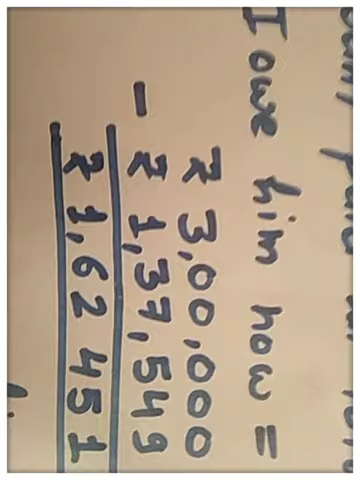 I owe him now =
₹ 3,00,000
- ₹ 1,37,549
₹ 1,62 451